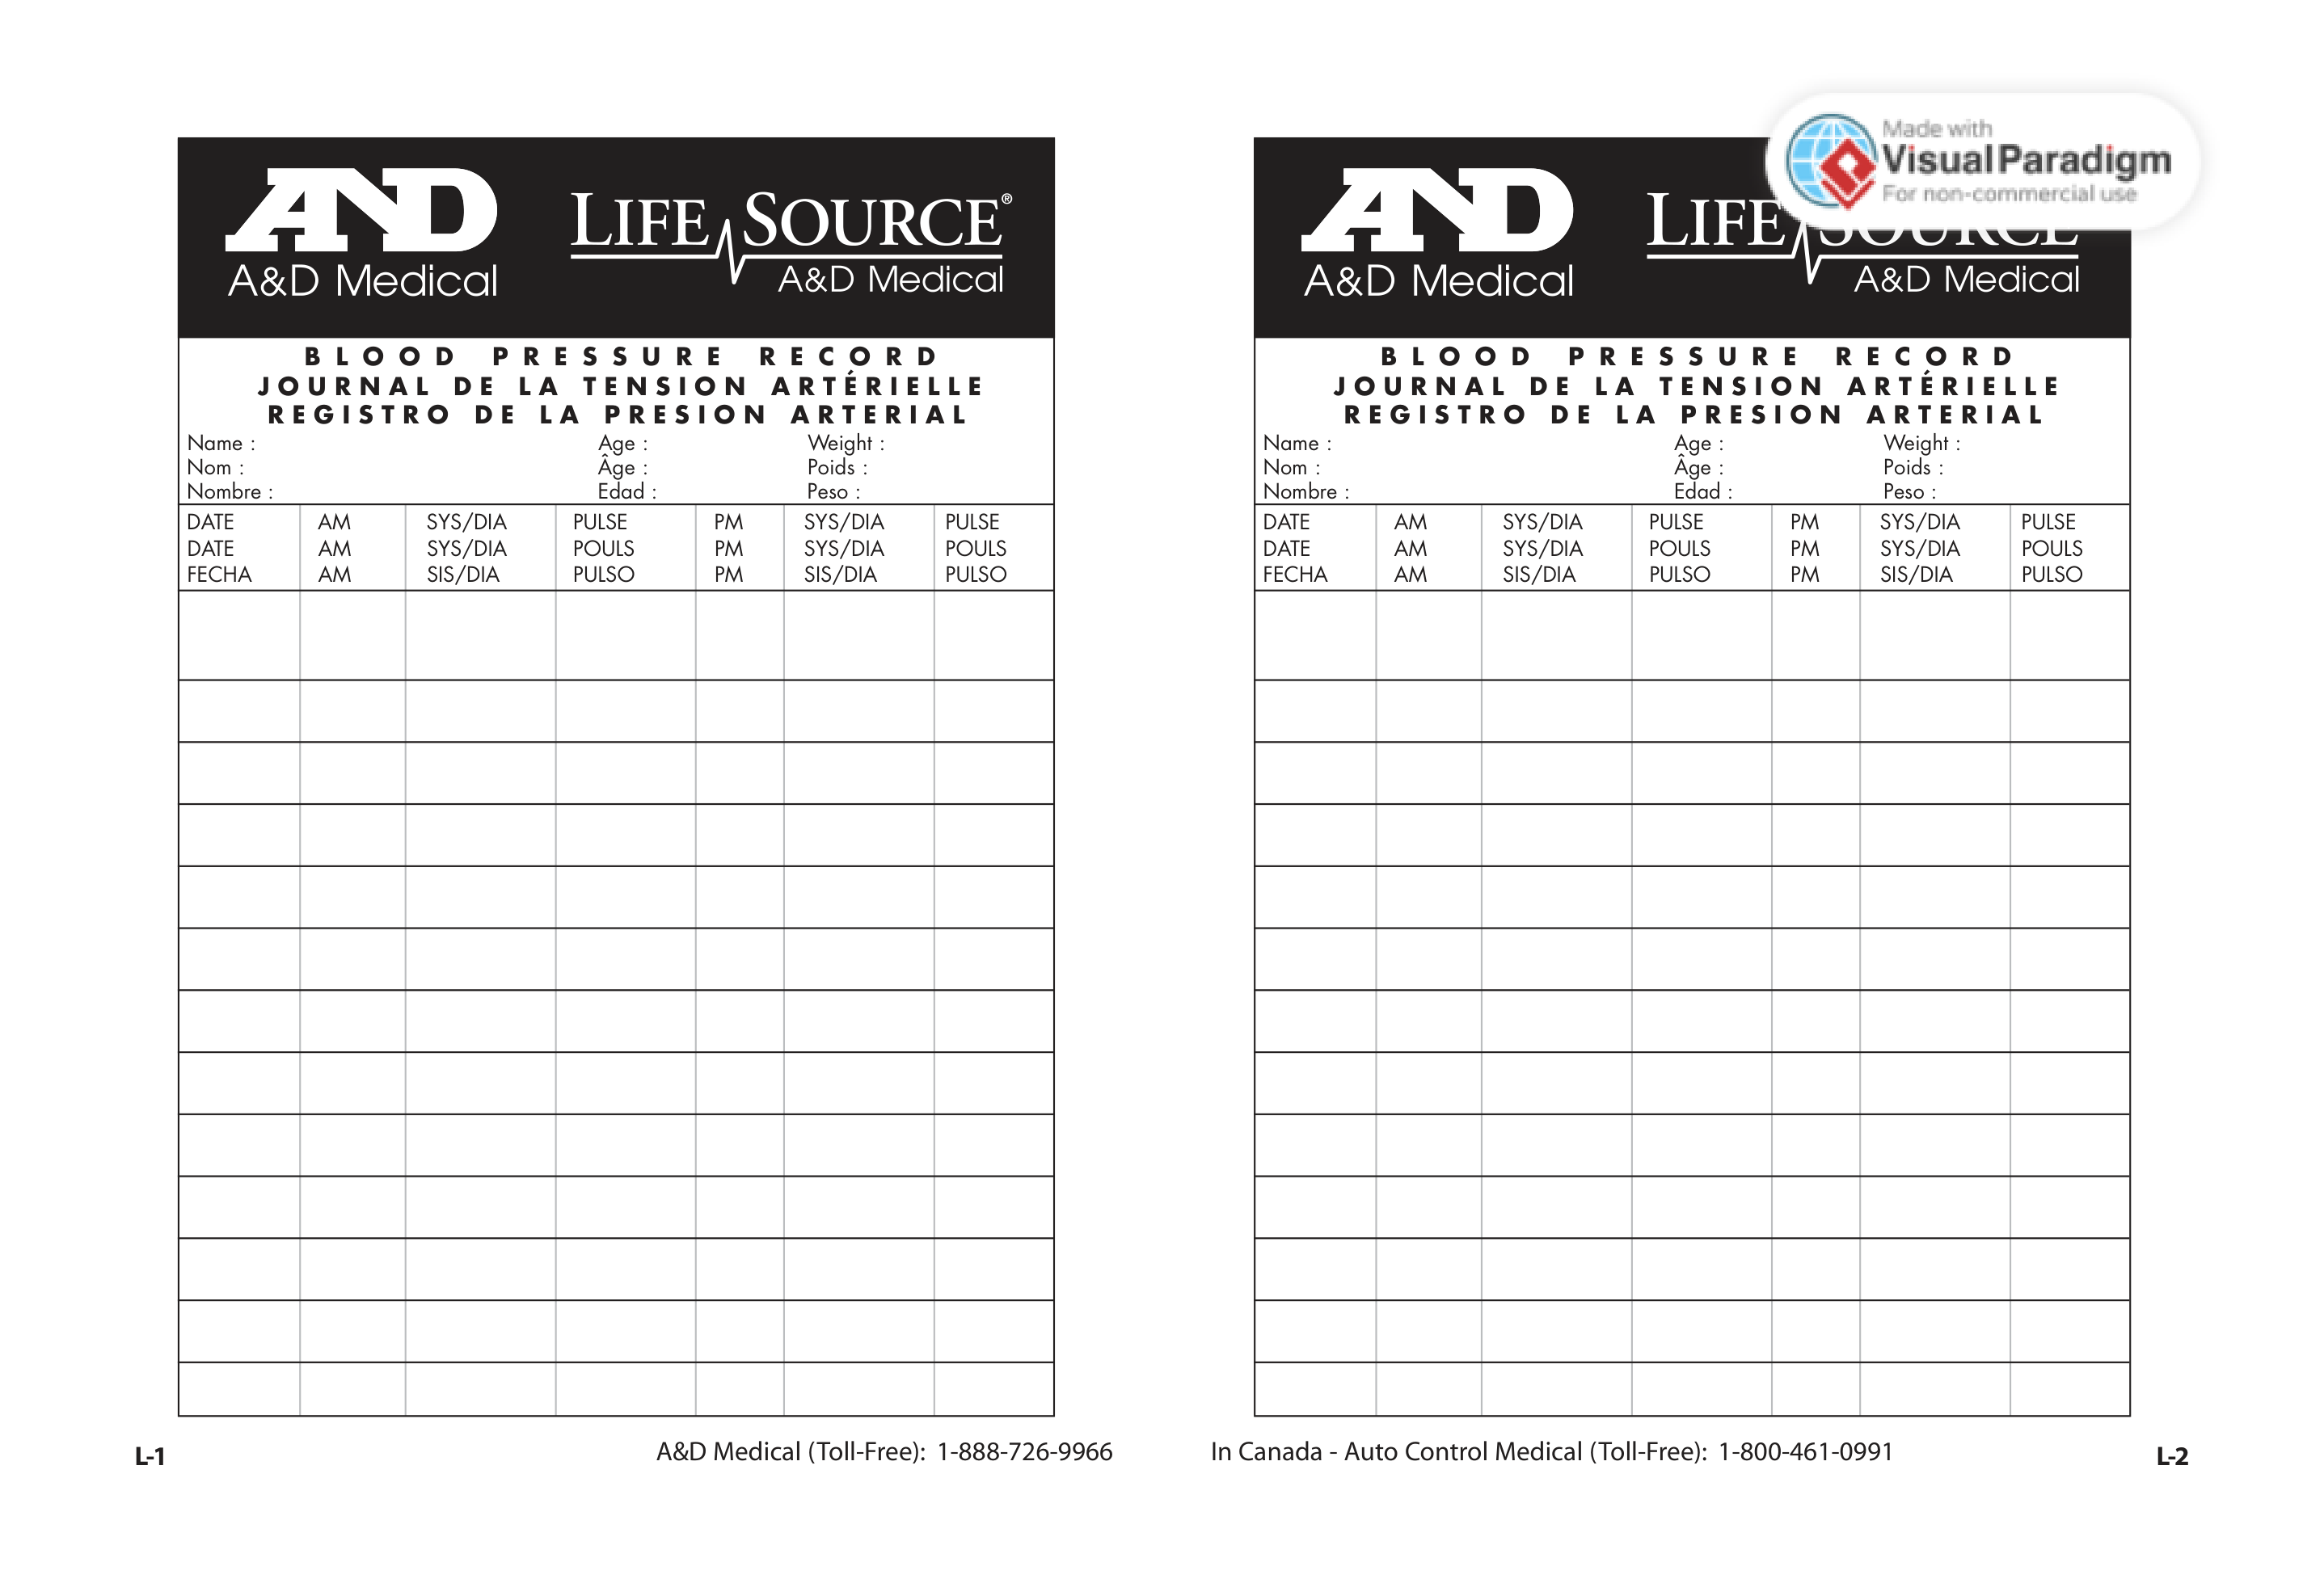 AND
A&D Medical
LIFE SOURCE®
A&D Medical
BLOOD PRESSURE RECORD
JOURNAL DE LA TENSION ARTÉRIELLE
REGISTRO DE LA PRESION ARTERIAL
Name : Age : Weight :
Nom : Âge : Poids :
Nombre : Edad : Peso :
DATE AM SYS/DIA PULSE PM SYS/DIA PULSE
DATE AM SYS/DIA POULS PM SYS/DIA POULS
FECHA AM SIS/DIA PULSO PM SIS/DIA PULSO
L-1 A&D Medical (Toll-Free): 1-888-726-9966
Made with
Visual Paradigm
For non-commercial use
AND
A&D Medical
LIFE SOURCE
A&D Medical
BLOOD PRESSURE RECORD
JOURNAL DE LA TENSION ARTÉRIELLE
REGISTRO DE LA PRESION ARTERIAL
Name : Age : Weight :
Nom : Âge : Poids :
Nombre : Edad : Peso :
DATE AM SYS/DIA PULSE PM SYS/DIA PULSE
DATE AM SYS/DIA POULS PM SYS/DIA POULS
FECHA AM SIS/DIA PULSO PM SIS/DIA PULSO
In Canada - Auto Control Medical (Toll-Free): 1-800-461-0991 L-2